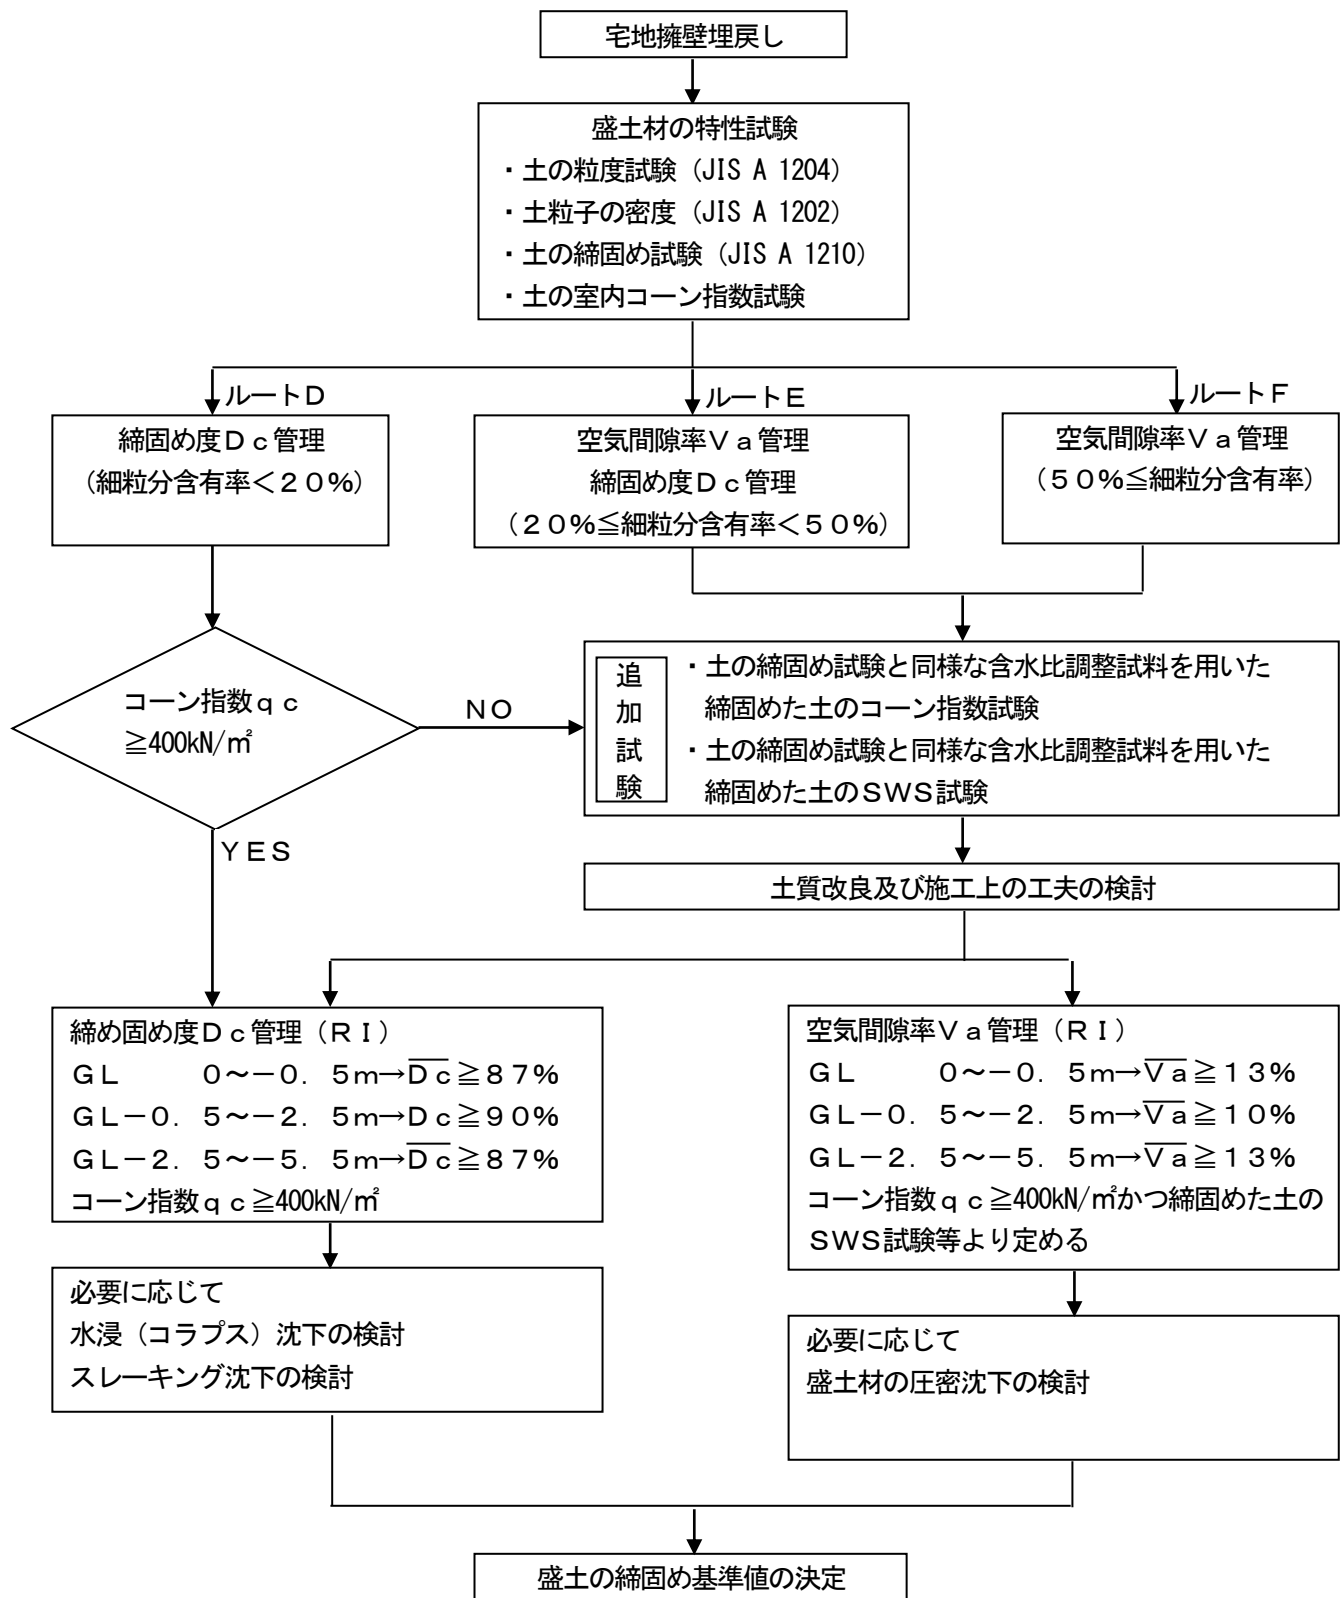 宅地擁壁埋戻し
盛土材の特性試験
・土の粒度試験（JIS A 1204）
・土粒子の密度（JIS A 1202）
・土の締固め試験（JIS A 1210）
・土の室内コーン指数試験
ルートＤ
ルートＥ
ルートＦ
締固め度Ｄｃ管理
（細粒分含有率＜２０％）
空気間隙率Ｖａ管理
締固め度Ｄｃ管理
（２０％≦細粒分含有率＜５０％）
空気間隙率Ｖａ管理
（５０％≦細粒分含有率）
コーン指数ｑｃ
≧400kN/㎡
ＮＯ
ＹＥＳ
追加試験
・土の締固め試験と同様な含水比調整試料を用いた
締固めた土のコーン指数試験
・土の締固め試験と同様な含水比調整試料を用いた
締固めた土のＳＷＳ試験
土質改良及び施工上の工夫の検討
締め固め度Ｄｃ管理（ＲＩ）
ＧＬ　　０～－０．５ｍ→Ｄｃ≧８７％
ＧＬ－０．５～－２．５ｍ→Ｄｃ≧９０％
ＧＬ－２．５～－５．５ｍ→Ｄｃ≧８７％
コーン指数ｑｃ≧400kN/㎡
空気間隙率Ｖａ管理（ＲＩ）
ＧＬ　　０～－０．５ｍ→Ｖａ≧１３％
ＧＬ－０．５～－２．５ｍ→Ｖａ≧１０％
ＧＬ－２．５～－５．５ｍ→Ｖａ≧１３％
コーン指数ｑｃ≧400kN/㎡かつ締固めた土の
ＳＷＳ試験等より定める
必要に応じて
水浸（コラプス）沈下の検討
スレーキング沈下の検討
必要に応じて
盛土材の圧密沈下の検討
盛土の締固め基準値の決定